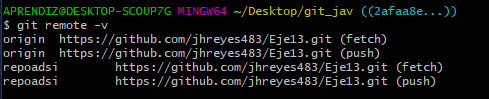 APRENDIZ@DESKTOP-SCOUP7G MINGW64 ~/Desktop/git_jav ((2afaa8e...))
$ git remote -v
origin  https://github.com/jhreyes483/Eje13.git (fetch)
origin  https://github.com/jhreyes483/Eje13.git (push)
repoadsi        https://github.com/jhreyes483/Eje13.git (fetch)
repoadsi        https://github.com/jhreyes483/Eje13.git (push)